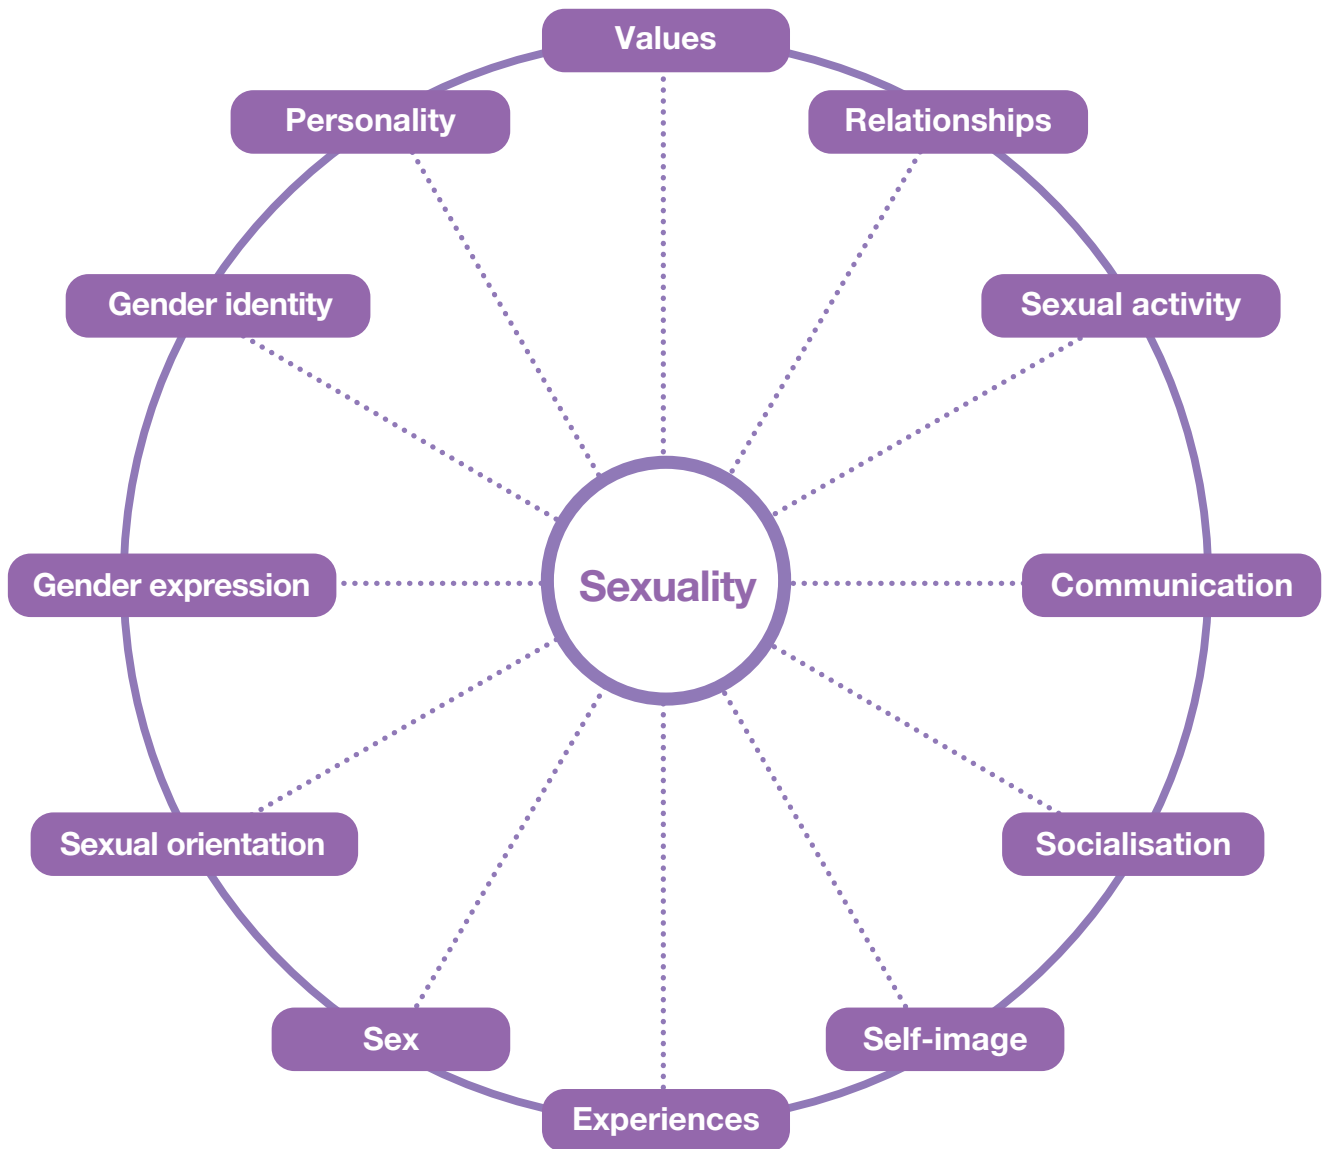 Values
Personality
Relationships
Gender identity
Sexual activity
Sexuality
Gender expression
Communication
Sexual orientation
Socialisation
Sex
Self-image
Experiences